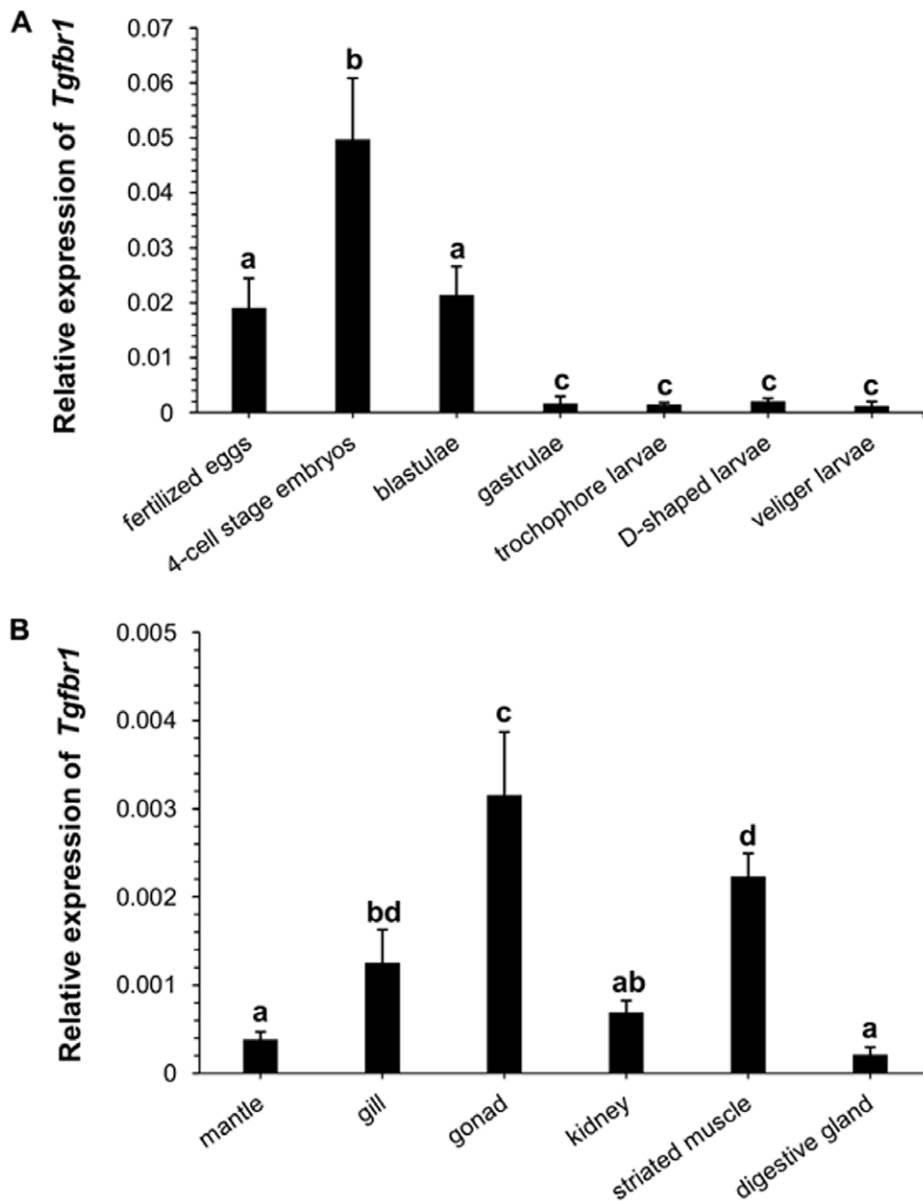 A
Relative expression of Tgfbr1
0.07
0.06
0.05
0.04
0.03
0.02
0.01
0
a
b
a
c
c
c
c
fertilized eggs
4-cell stage embryos
blastulae
gastrulae
trochophore larvae
D-shaped larvae
veliger larvae
B
Relative expression of Tgfbr1
0.005
0.004
0.003
0.002
0.001
0
a
bd
c
ab
d
a
mantle
gill
gonad
kidney
striated muscle
digestive gland